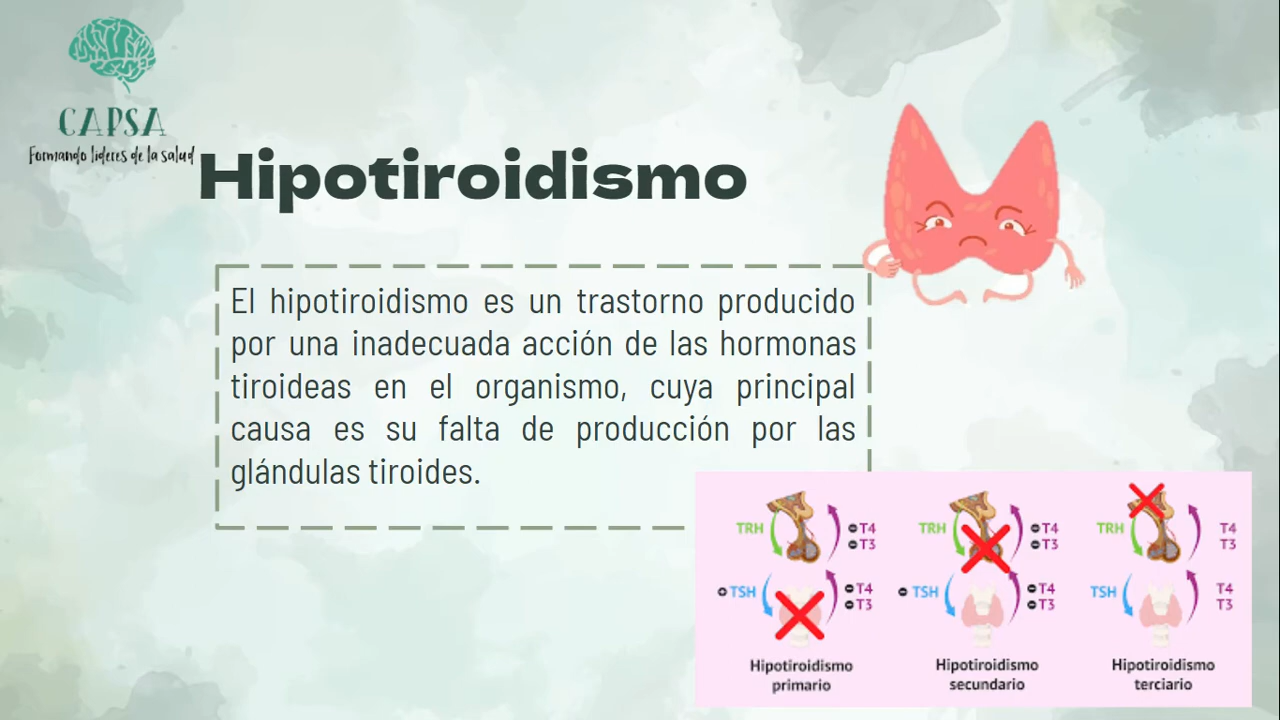 CAPSA
Formando líderes de la salud
Hipotiroidismo
El hipotiroidismo es un trastorno producido
por una inadecuada acción de las hormonas
tiroideas en el organismo, cuya principal
causa es su falta de producción por las
glándulas tiroides.
TRH T4
T3
TSH T4
T3
Hipotiroidismo
primario
TRH T4
T3
TSH T4
T3
Hipotiroidismo
secundario
TRH T4
T3
TSH T4
T3
Hipotiroidismo
terciario